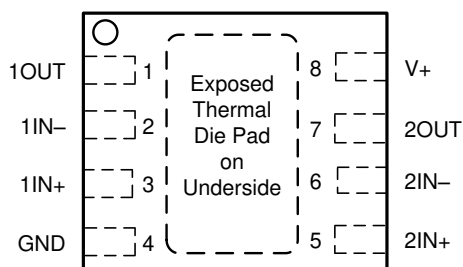 1OUT 1 8 V+
1IN– 2 7 2OUT
1IN+ 3 6 2IN–
GND 4 5 2IN+
Exposed
Thermal
Die Pad
on
Underside